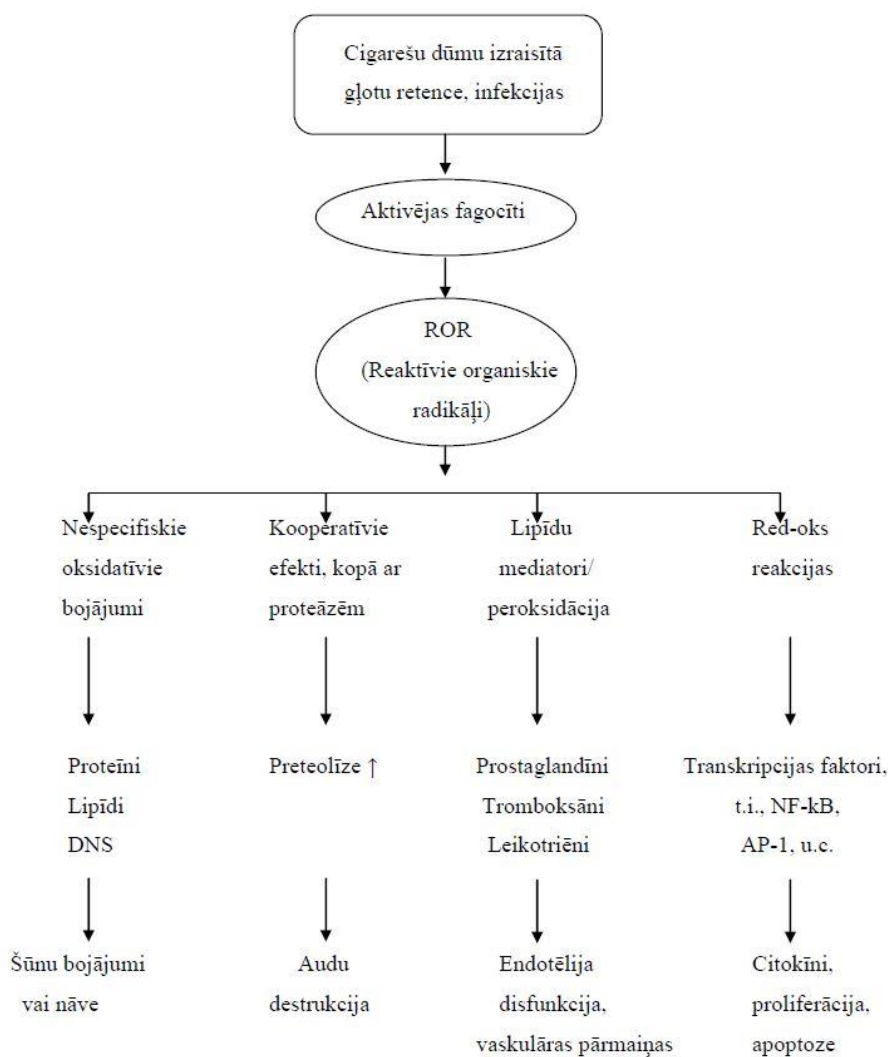 Cigarešu dūmu izraisītā
gļotu retence, infekcijas
Aktivējas fagocīti
ROR
(Reaktīvie organiskie
radikāļi)
Nespecifiskie
oksidatīvie
bojājumi
Kooperatīvie
efekti, kopā ar
proteāzēm
Lipīdu
mediatori/
peroksidācija
Red-oks
reakcijas
Proteīni
Lipīdi
DNS
Preteolīze ↑
Prostaglandīni
Tromboksāni
Leikotriēni
Transkripcijas faktori,
t.i., NF-kB,
AP-1, u.c.
Šūnu bojājumi
vai nāve
Audu
destrukcija
Endotēlija
disfunkcija,
vaskulāras pārmaiņas
Citokīni,
proliferācija,
apoptoze